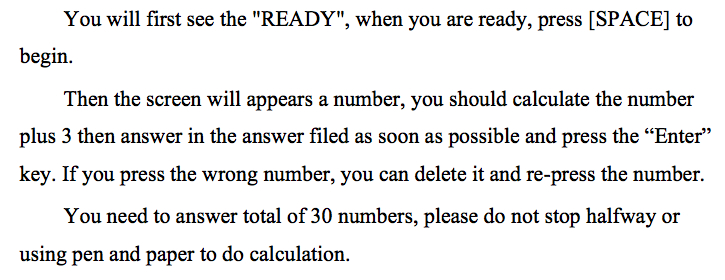 You will first see the "READY", when you are ready, press [SPACE] to
begin.
Then the screen will appears a number, you should calculate the number
plus 3 then answer in the answer filed as soon as possible and press the “Enter”
key. If you press the wrong number, you can delete it and re-press the number.
You need to answer total of 30 numbers, please do not stop halfway or
using pen and paper to do calculation.